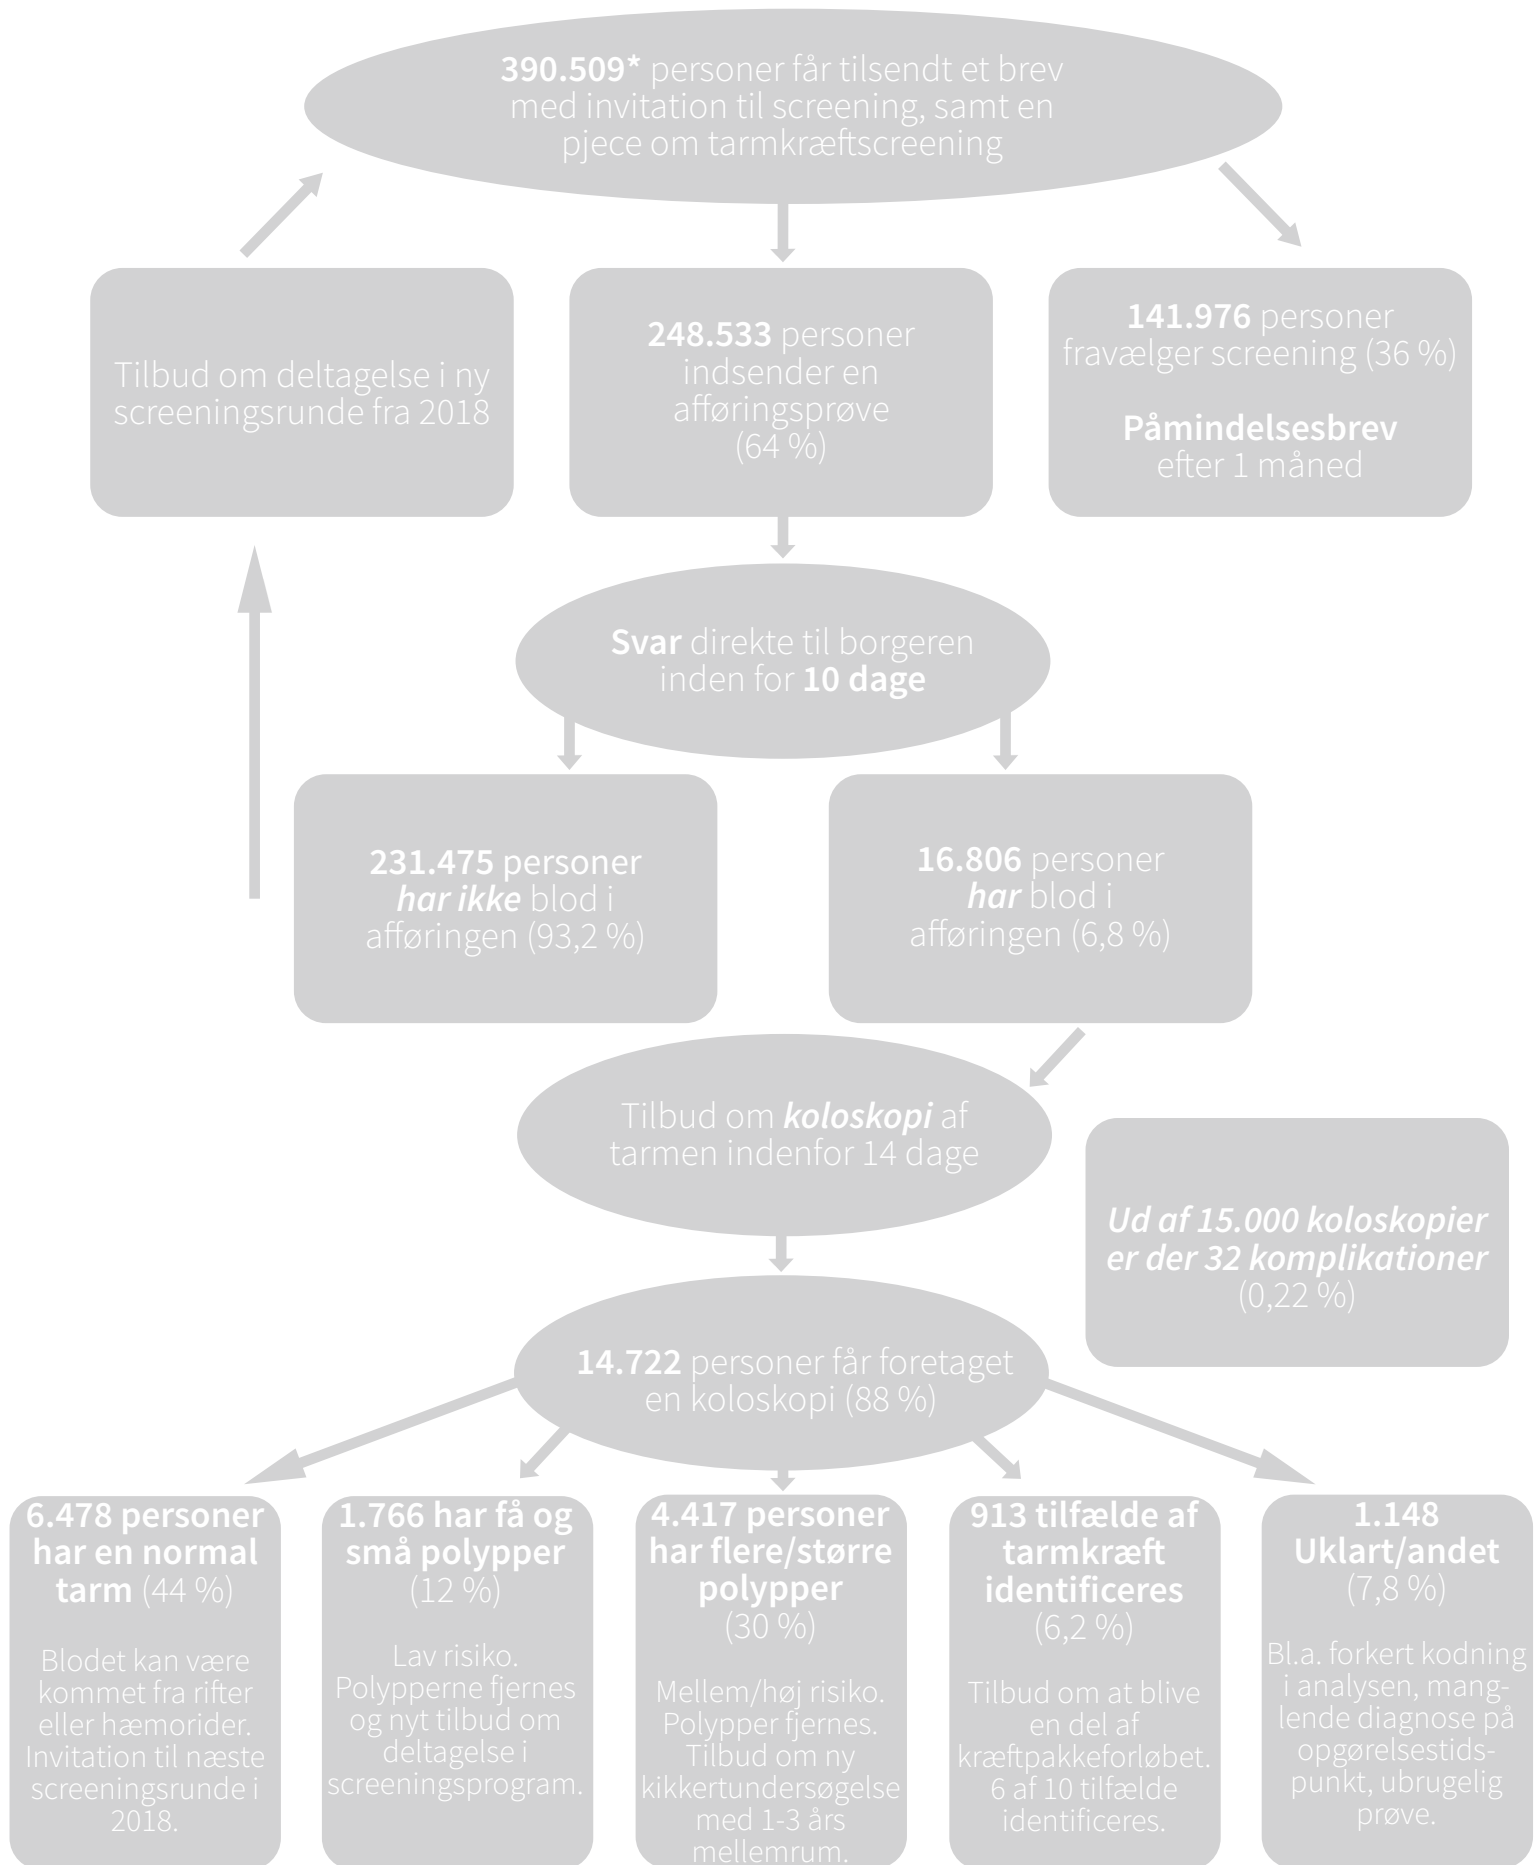 390.509* personer får tilsendt et brev
med invitation til screening, samt en
pjece om tarmkræftscreening
Tilbud om deltagelse i ny
screeningsrunde fra 2018
248.533 personer
indsender en
afføringsprøve
(64 %)
141.976 personer
fravælger screening (36 %)
Påmindelsesbrev
efter 1 måned
Svar direkte til borgeren
inden for 10 dage
231.475 personer
har ikke blod i
afføringen (93,2 %)
16.806 personer
har blod i
afføringen (6,8 %)
Tilbud om koloskopi af
tarmen indenfor 14 dage
Ud af 15.000 koloskopier
er der 32 komplikationer
(0,22 %)
14.722 personer får foretaget
en koloskopi (88 %)
6.478 personer
har en normal
tarm (44 %)
Blodet kan være
kommet fra rifter
eller hæmorider.
Invitation til næste
screeningsrunde i
2018.
1.766 har få og
små polypper
(12 %)
Lav risiko.
Polypperne fjernes
og nyt tilbud om
deltagelse i
screeningsprogram.
4.417 personer
har flere/større
polypper
(30 %)
Mellem/høj risiko.
Polypper fjernes.
Tilbud om ny
kikkertundersøgelse
med 1-3 års
mellemrum.
913 tilfælde af
tarmkræft
identificeres
(6,2 %)
Tilbud om at blive
en del af
kræftpakkeforløbet.
6 af 10 tilfælde
identificeres.
1.148
Uklart/andet
(7,8 %)
Bl.a. forkert kodning
i analysen, mang-
lende diagnose på
opgørelsestids-
punkt, ubrugelig
prøve.